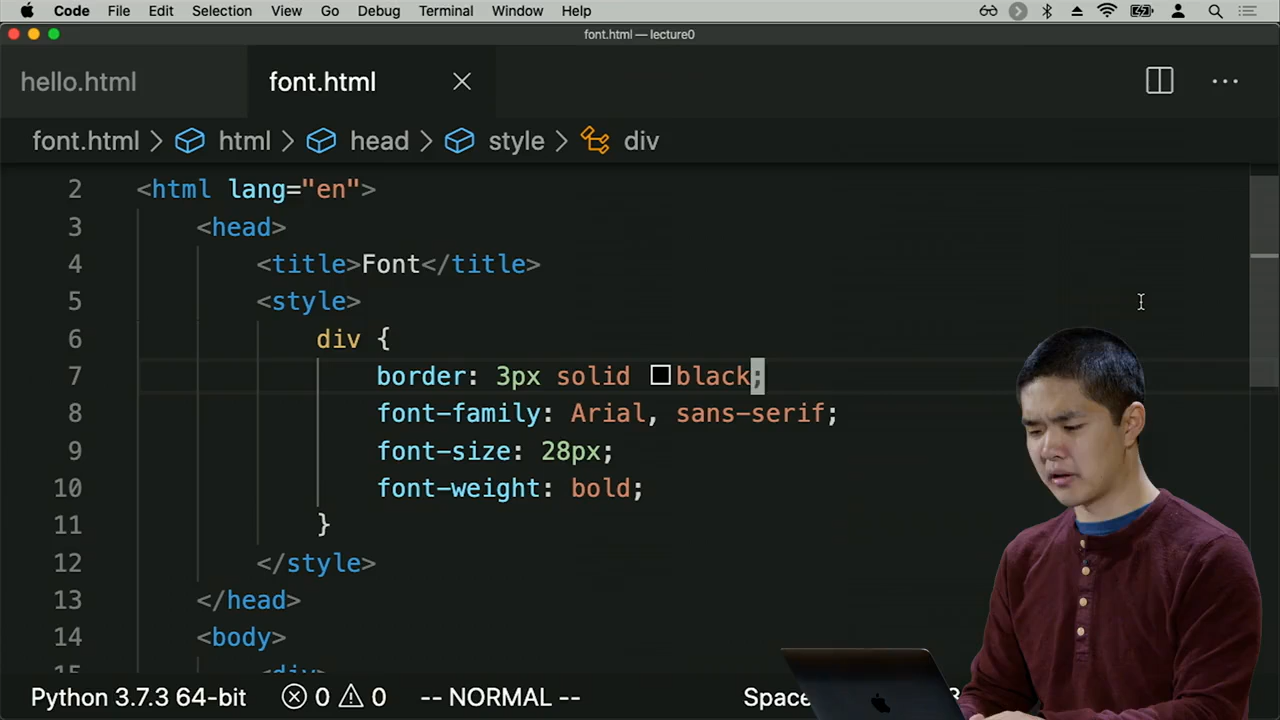 Code File Edit Selection View Go Debug Terminal Window Help
font.html — lecture0
hello.html font.html
font.html > html > head > style > div
2 <html lang="en">
3 <head>
4 <title>Font</title>
5 <style>
6 div {
7 border: 3px solid black;
8 font-family: Arial, sans-serif;
9 font-size: 28px;
10 font-weight: bold;
11 }
12 </style>
13 </head>
14 <body>
15 <div>
Python 3.7.3 64-bit 0 0 -- NORMAL --